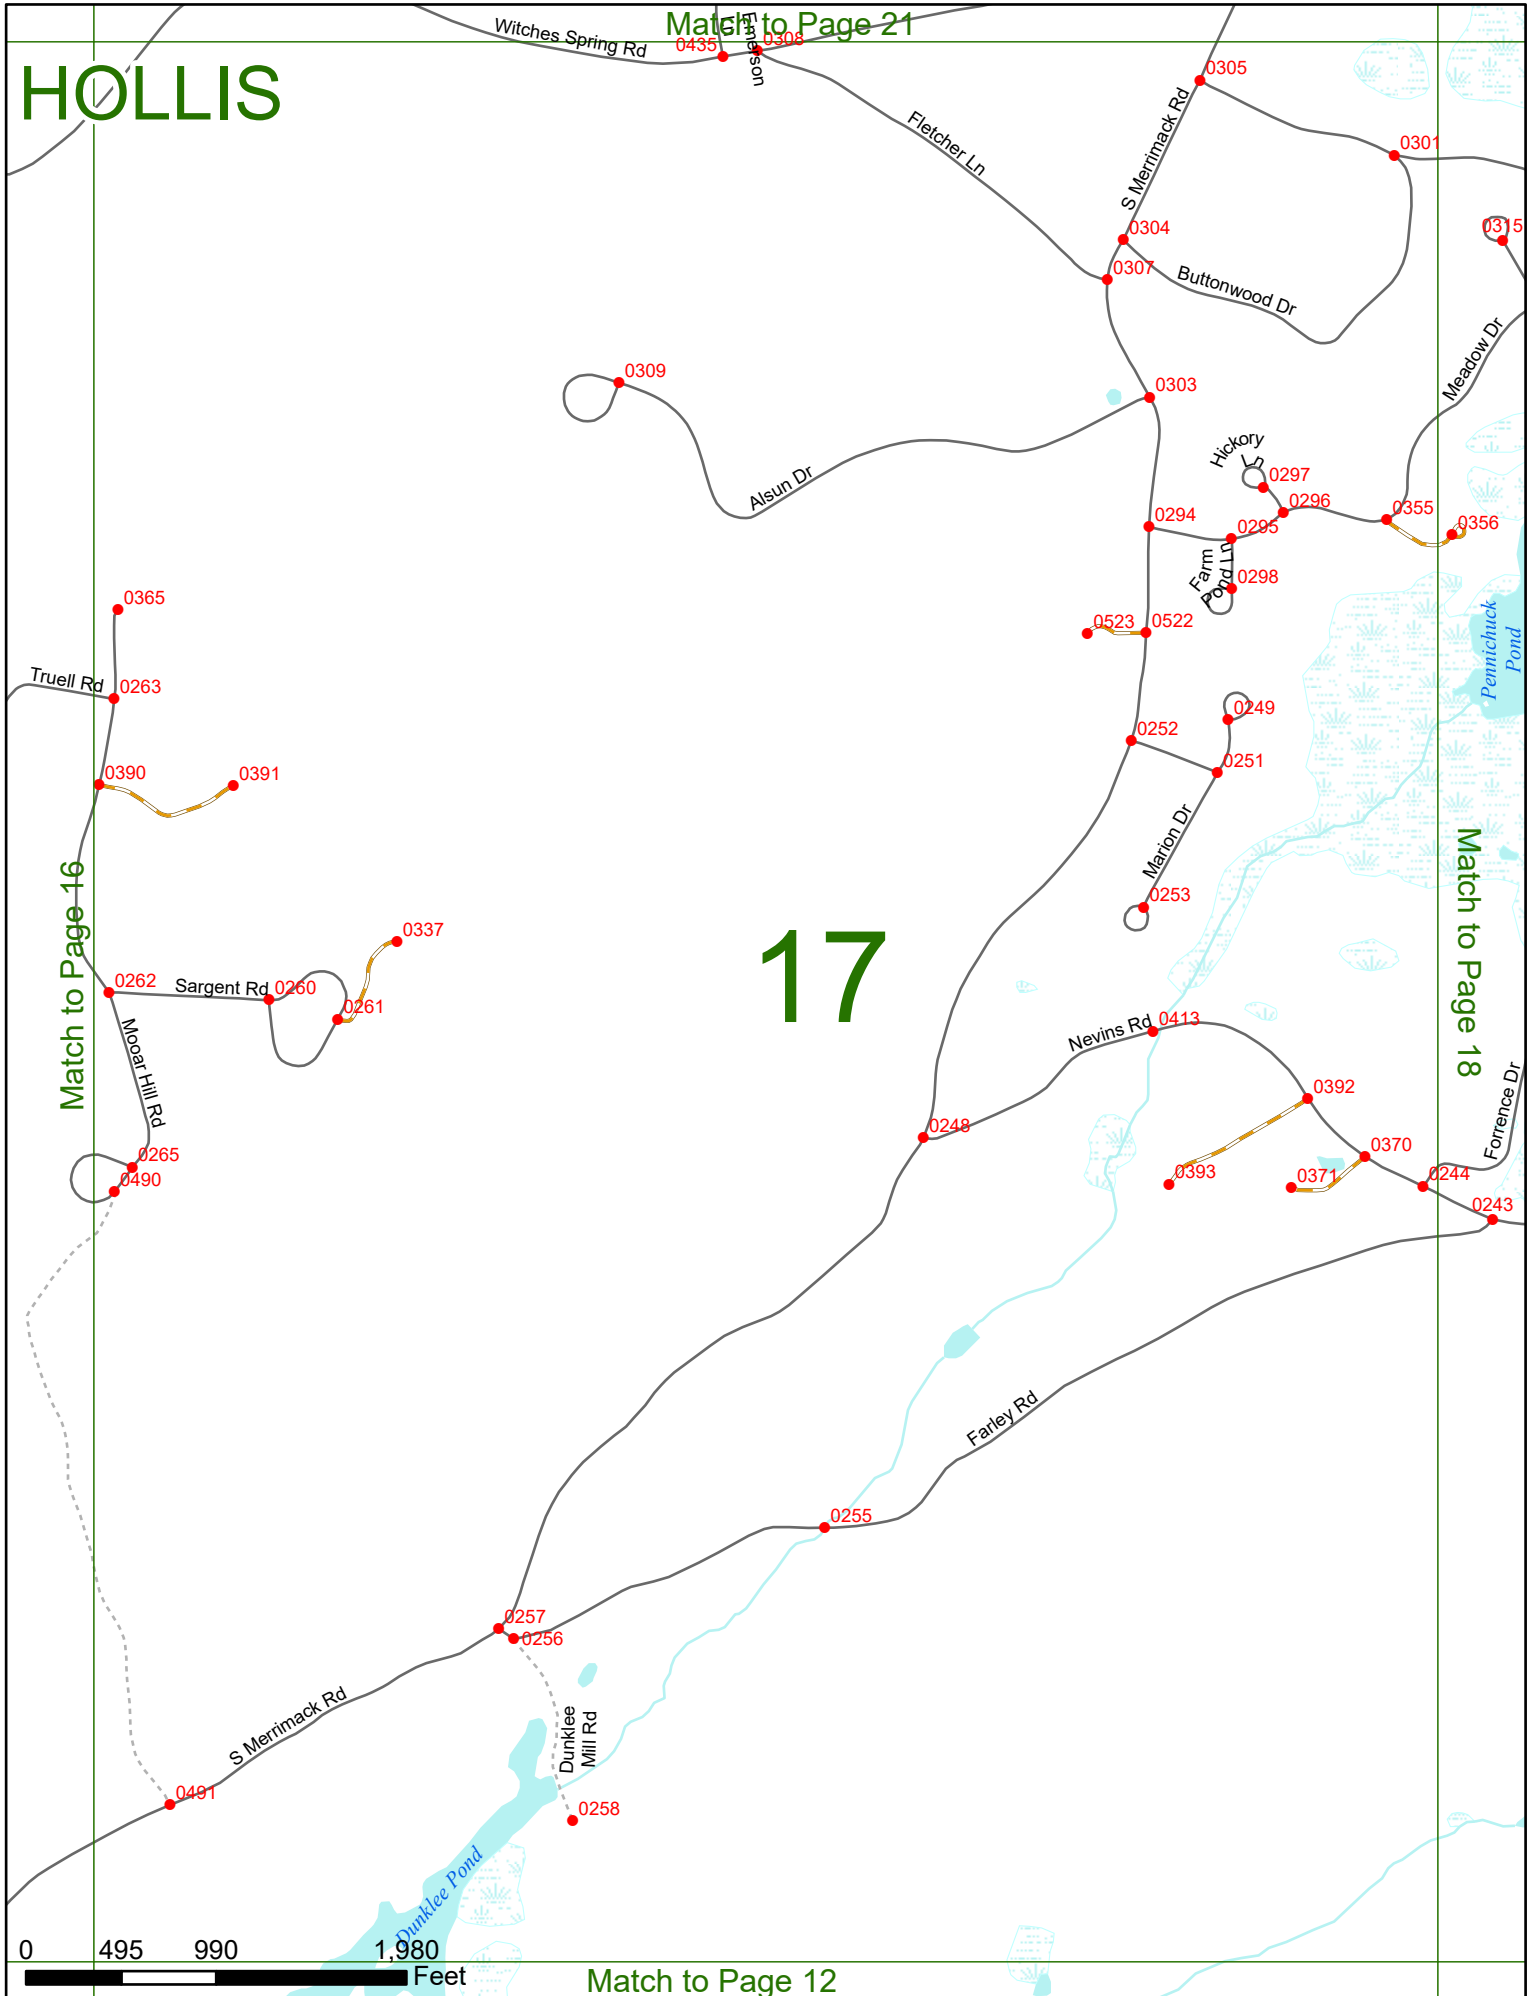 Match to Page 21
HOLLIS
Witches Spring Rd
0435
Emerson
Ln
0308
0305
Fletcher Ln
S Merrimack Rd
0301
0304
0315
0307
Buttonwood Dr
Meadow Dr
0309
0303
Alsun Dr
Hickory
Ln
0297
0296
0355
0356
0294
0295
Farm
Pond Ln
0298
0365
0523
0522
Pennichuck
Pond
Truell Rd
0263
0249
0252
0251
0390
0391
Marion Dr
Match to Page 16
Match to Page 18
0253
0337
17
0262
Sargent Rd
0260
0261
Mooar Hill Rd
Nevins Rd
0413
0392
Forrence Dr
0248
0265
0490
0393
0371
0370
0244
0243
Farley Rd
0255
0257
0256
S Merrimack Rd
Dunklee
Mill Rd
0491
0258
Dunklee Pond
0 495 990 1,980
Feet
Match to Page 12